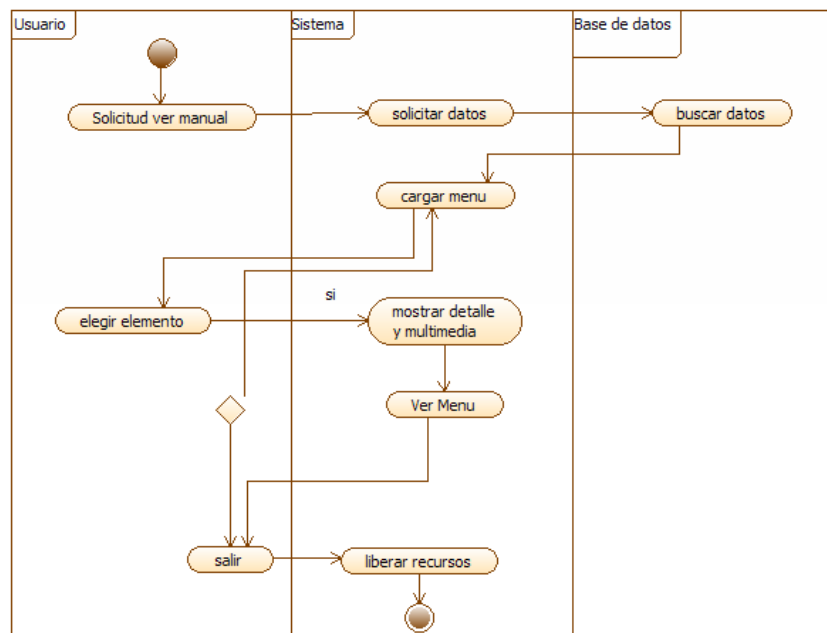 Usuario
Sistema
Base de datos
Solicitud ver manual
solicitar datos
buscar datos
cargar menu
si
elegir elemento
mostrar detalle
y multimedia
Ver Menu
salir
liberar recursos